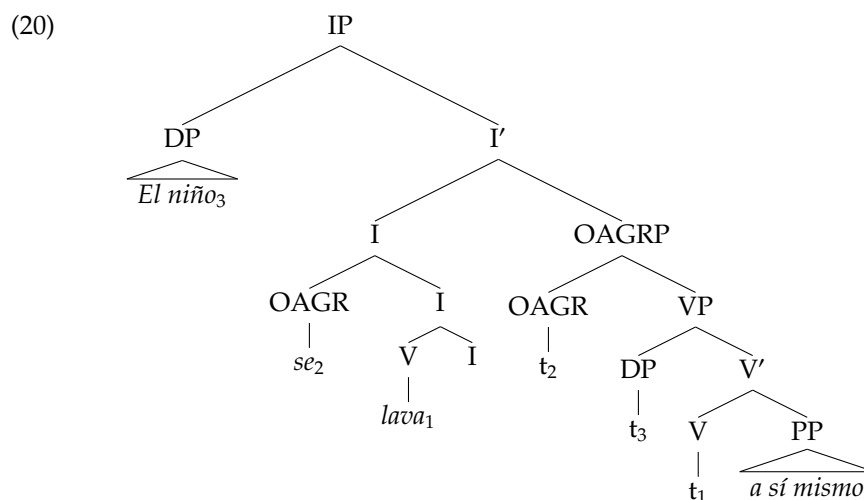 (20) IP
DP I′
El niño₃
I OAGRP
OAGR I OAGR VP
se₂ V I t₂ DP V′
lava₁ t₃ V PP
t₁ a sí mismo